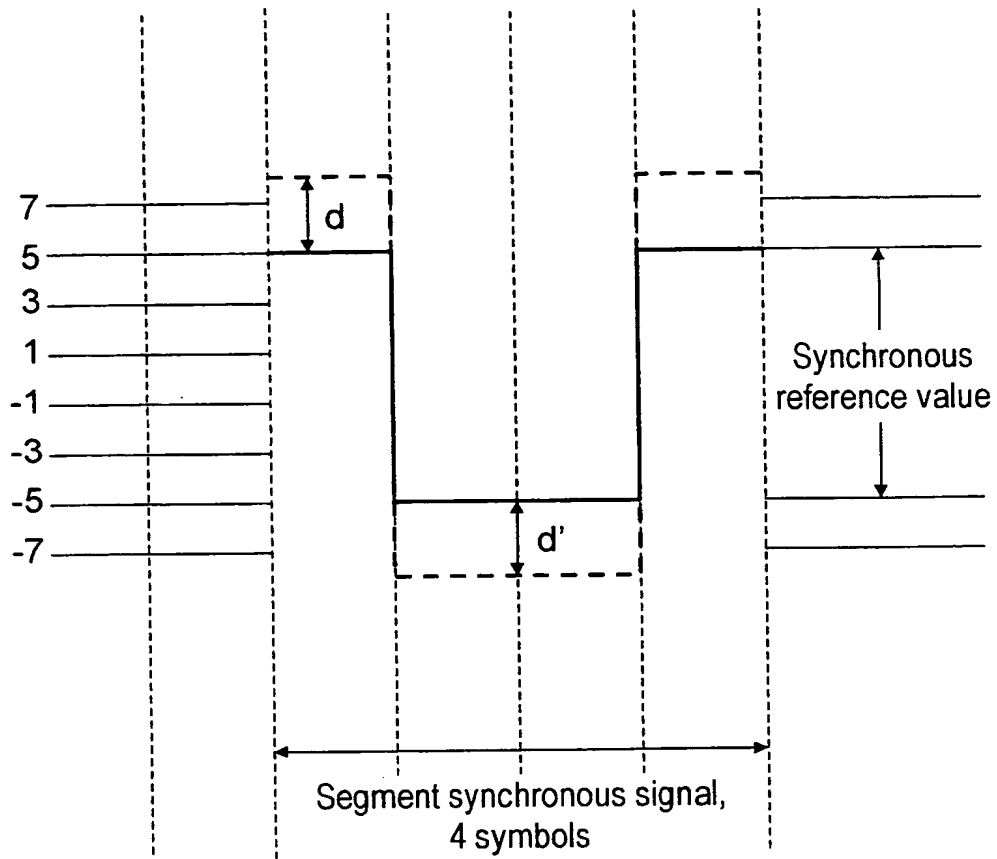 7
5
3
1
-1
-3
-5
-7
d
Synchronous
reference value
d'
Segment synchronous signal,
4 symbols